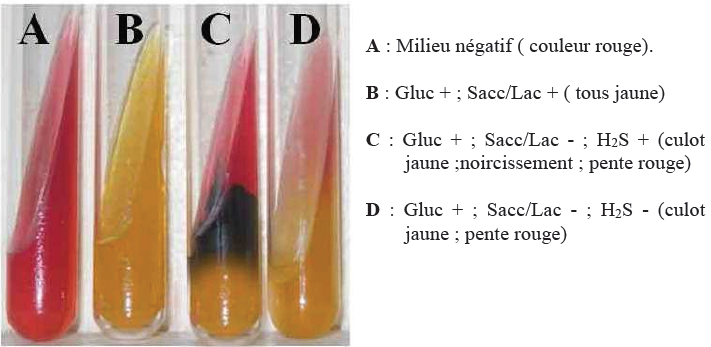 A B C D
A : Milieu négatif ( couleur rouge).
B : Gluc + ; Sacc/Lac + ( tous jaune)
C : Gluc + ; Sacc/Lac - ; H₂S + (culot
jaune ;noircissement ; pente rouge)
D : Gluc + ; Sacc/Lac - ; H₂S - (culot
jaune ; pente rouge)